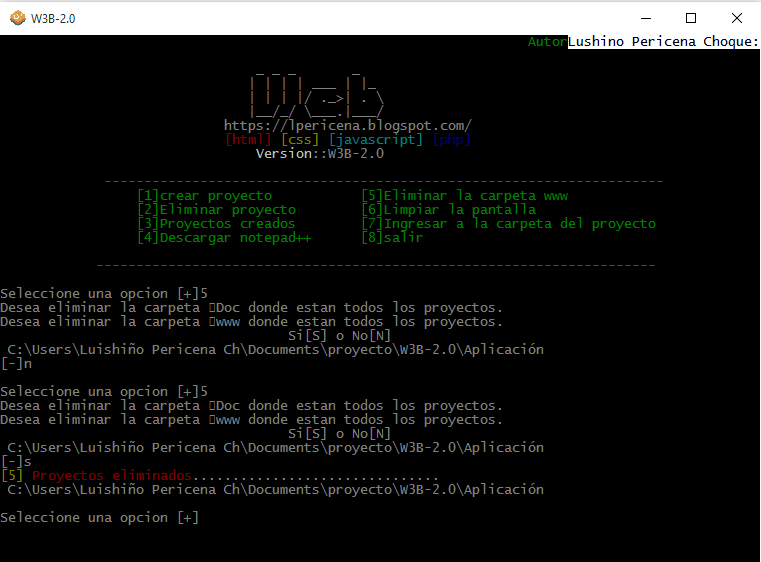 W3B-2.0
AutorLushino Pericena Choque:
https://lpericena.blogspot.com/
[html] [css] [javascript] [php]
Version::W3B-2.0
----------------------------------------------------------------------
[1]crear proyecto [5]Eliminar la carpeta www
[2]Eliminar proyecto [6]Limpiar la pantalla
[3]Proyectos creados [7]Ingresar a la carpeta del proyecto
[4]Descargar notepad++ [8]salir
----------------------------------------------------------------------
Seleccione una opcion [+]5
Desea eliminar la carpeta Doc donde estan todos los proyectos.
Desea eliminar la carpeta www donde estan todos los proyectos.
Si[S] o No[N]
C:\Users\Luishiño Pericena Ch\Documents\proyecto\W3B-2.0\Aplicación
[-]n
Seleccione una opcion [+]5
Desea eliminar la carpeta Doc donde estan todos los proyectos.
Desea eliminar la carpeta www donde estan todos los proyectos.
Si[S] o No[N]
C:\Users\Luishiño Pericena Ch\Documents\proyecto\W3B-2.0\Aplicación
[-]s
[5] Proyectos eliminados...............................
C:\Users\Luishiño Pericena Ch\Documents\proyecto\W3B-2.0\Aplicación
Seleccione una opcion [+]